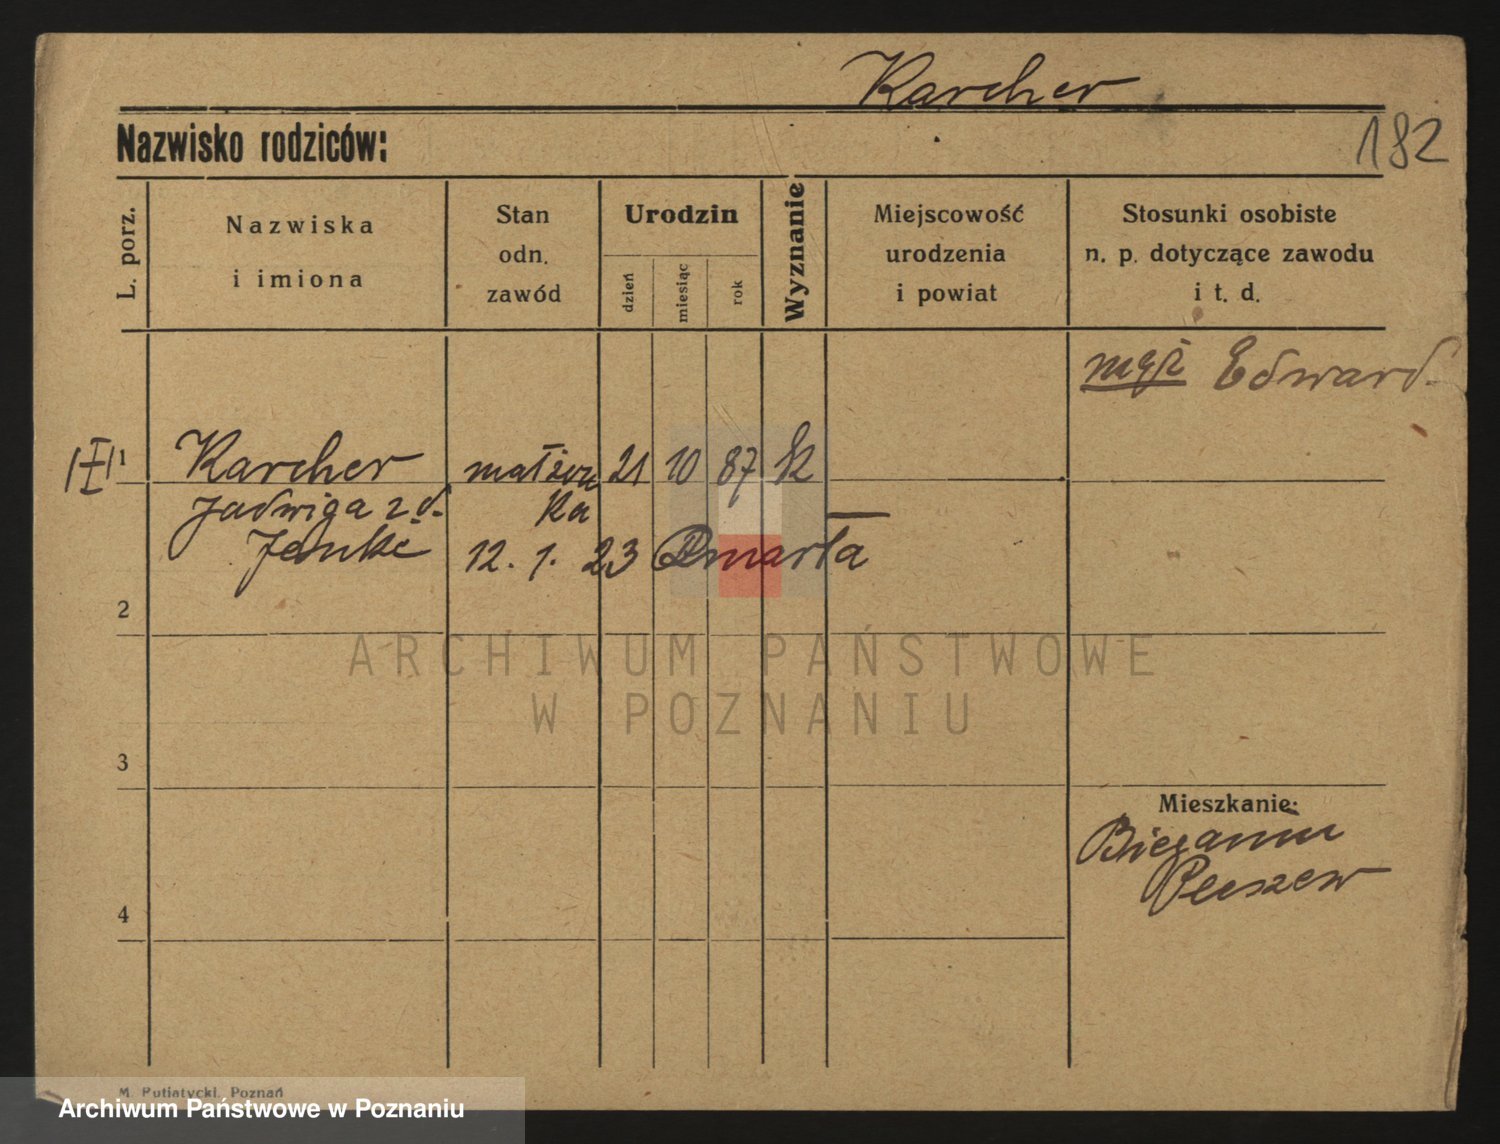 Karcher
Nazwisko rodziców:
182
L. porz.
Nazwiska
i imiona
Stan
odn.
zawód
Urodzin
dzień
miesiąc
rok
Wyznanie
Miejscowość
urodzenia
i powiat
Stosunki osobiste
n. p. dotyczące zawodu
i t. d.
mąż Edward
1
Karcher małżon 21 10 87 k
Jadwiga z d. ka
12. 1. 23 Zmarła
2
ARCHIWUM PAŃSTWOWE
W POZNANIU
3
Mieszkanie:
Pleszew
4
M. Putiatycki, Poznań
Archiwum Państwowe w Poznaniu